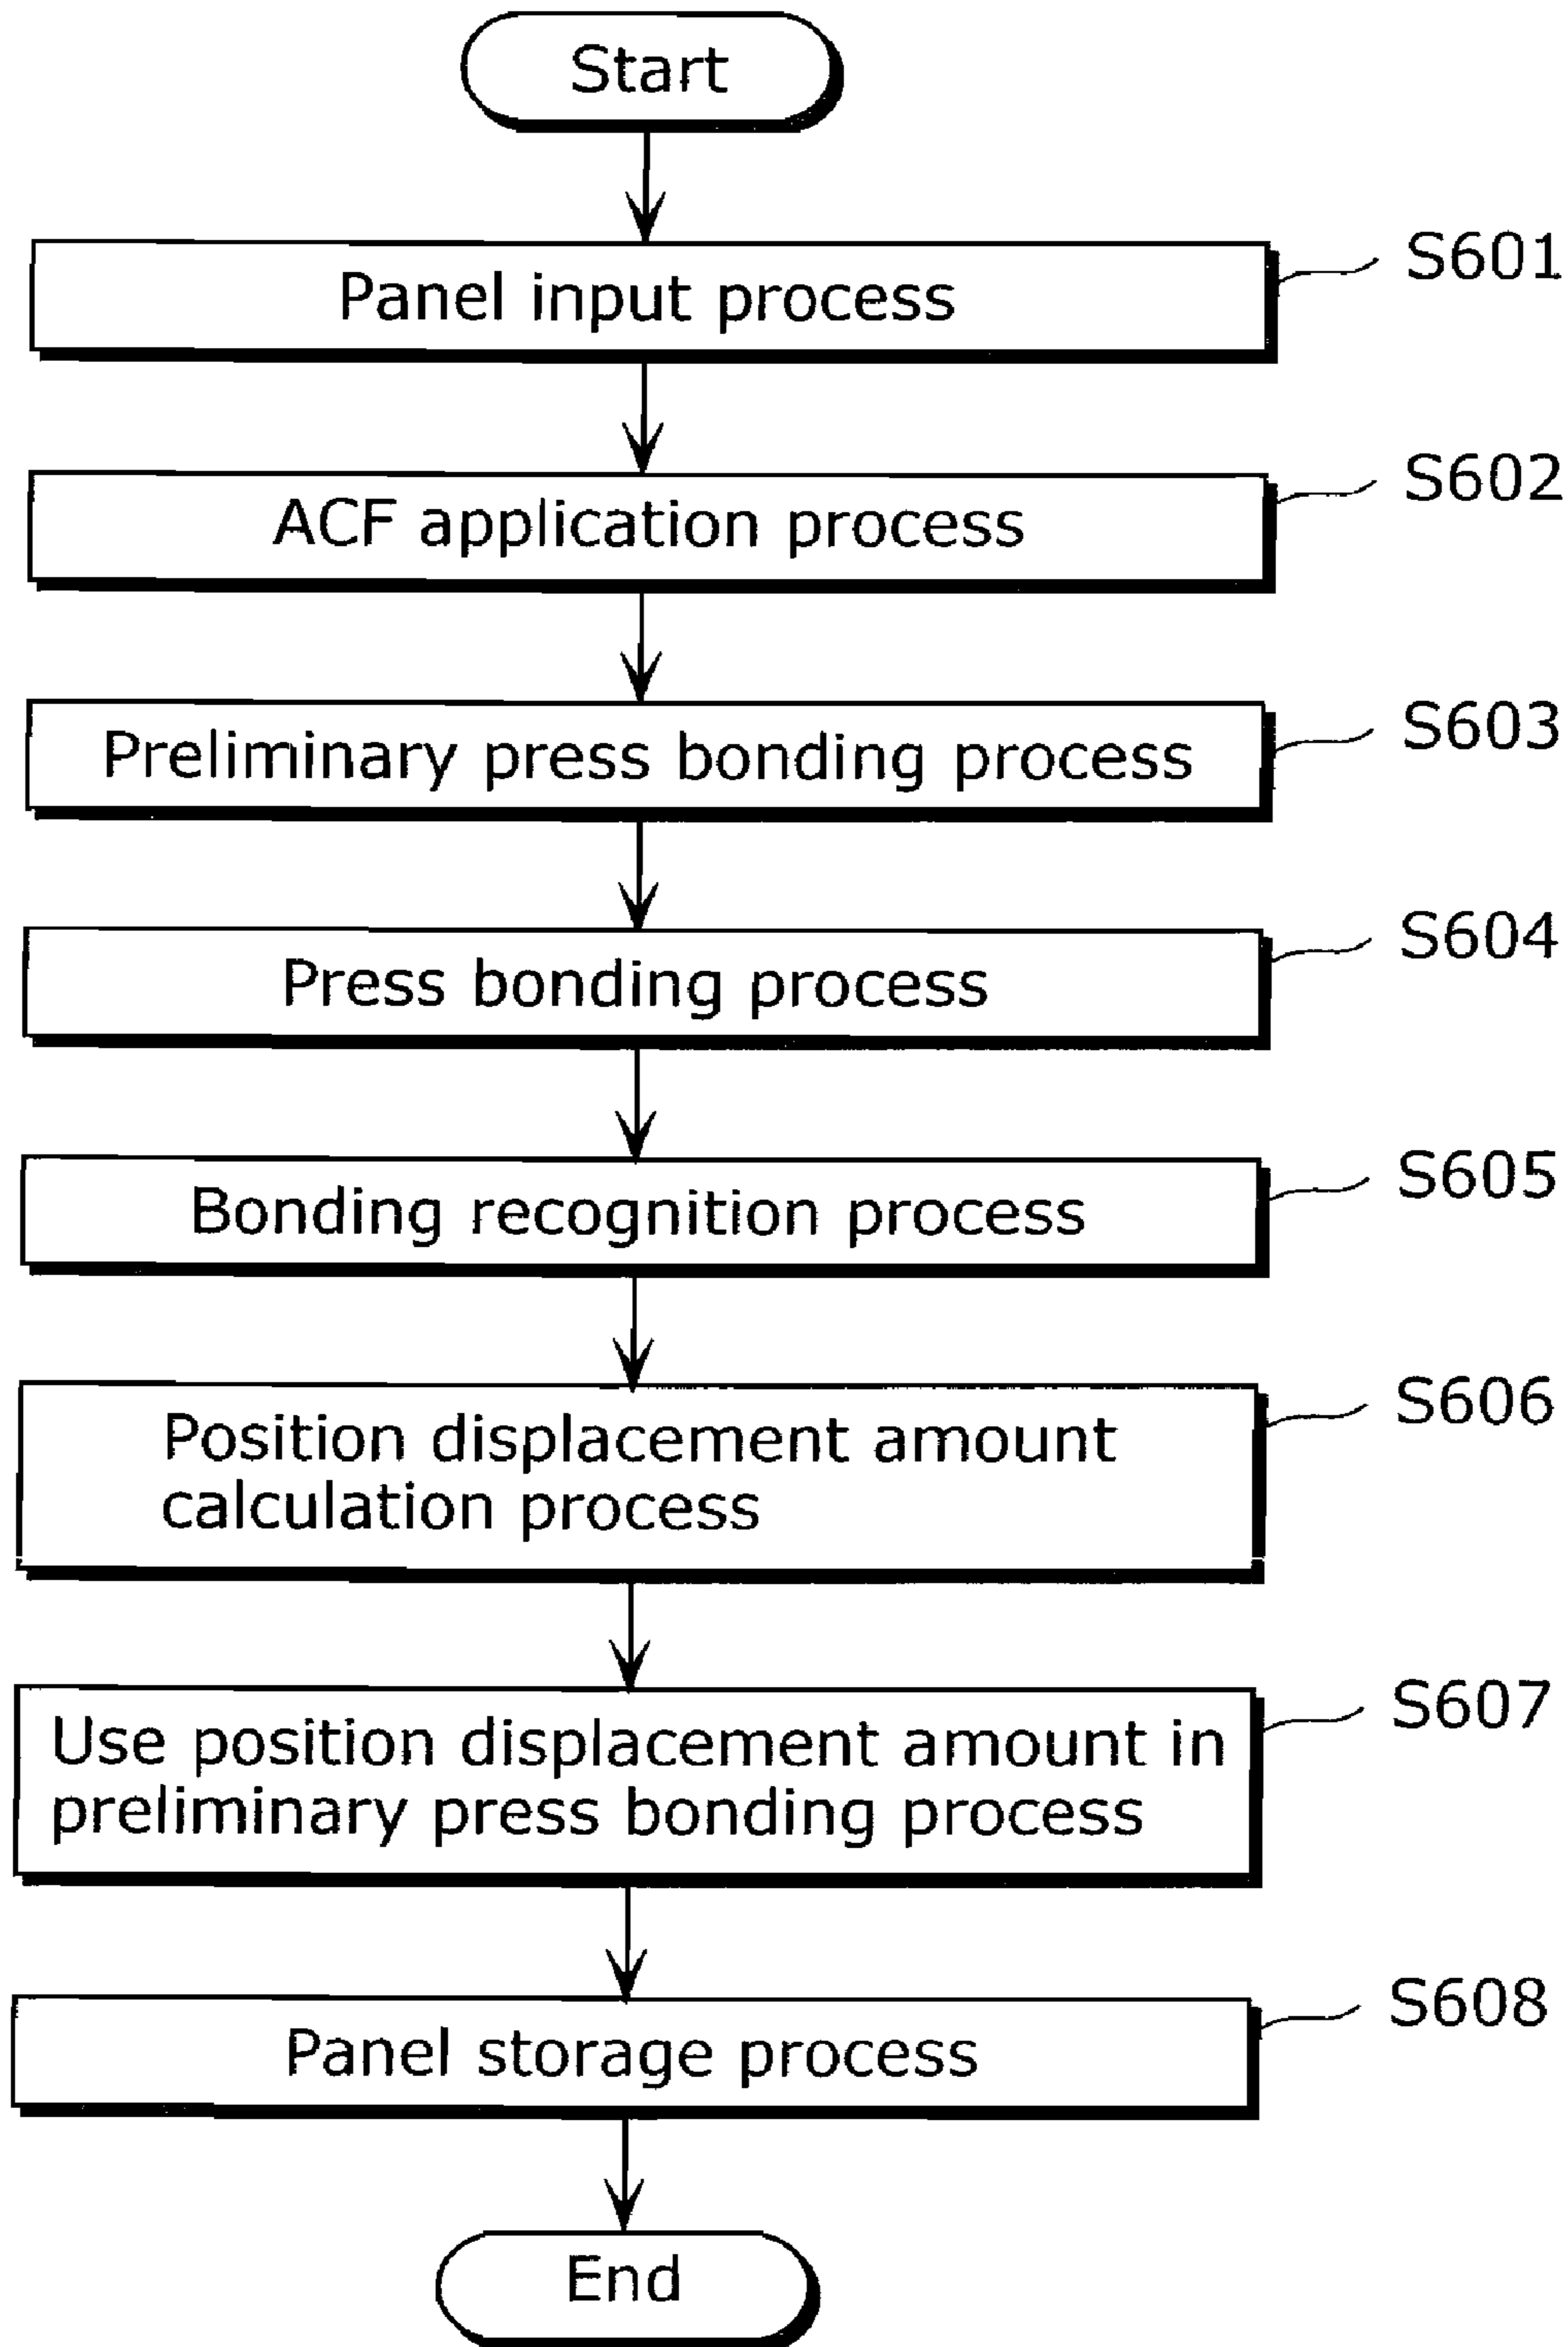 Start
Panel input process
S601
ACF application process
S602
Preliminary press bonding process
S603
Press bonding process
S604
Bonding recognition process
S605
Position displacement amount
calculation process
S606
Use position displacement amount in
preliminary press bonding process
S607
Panel storage process
S608
End